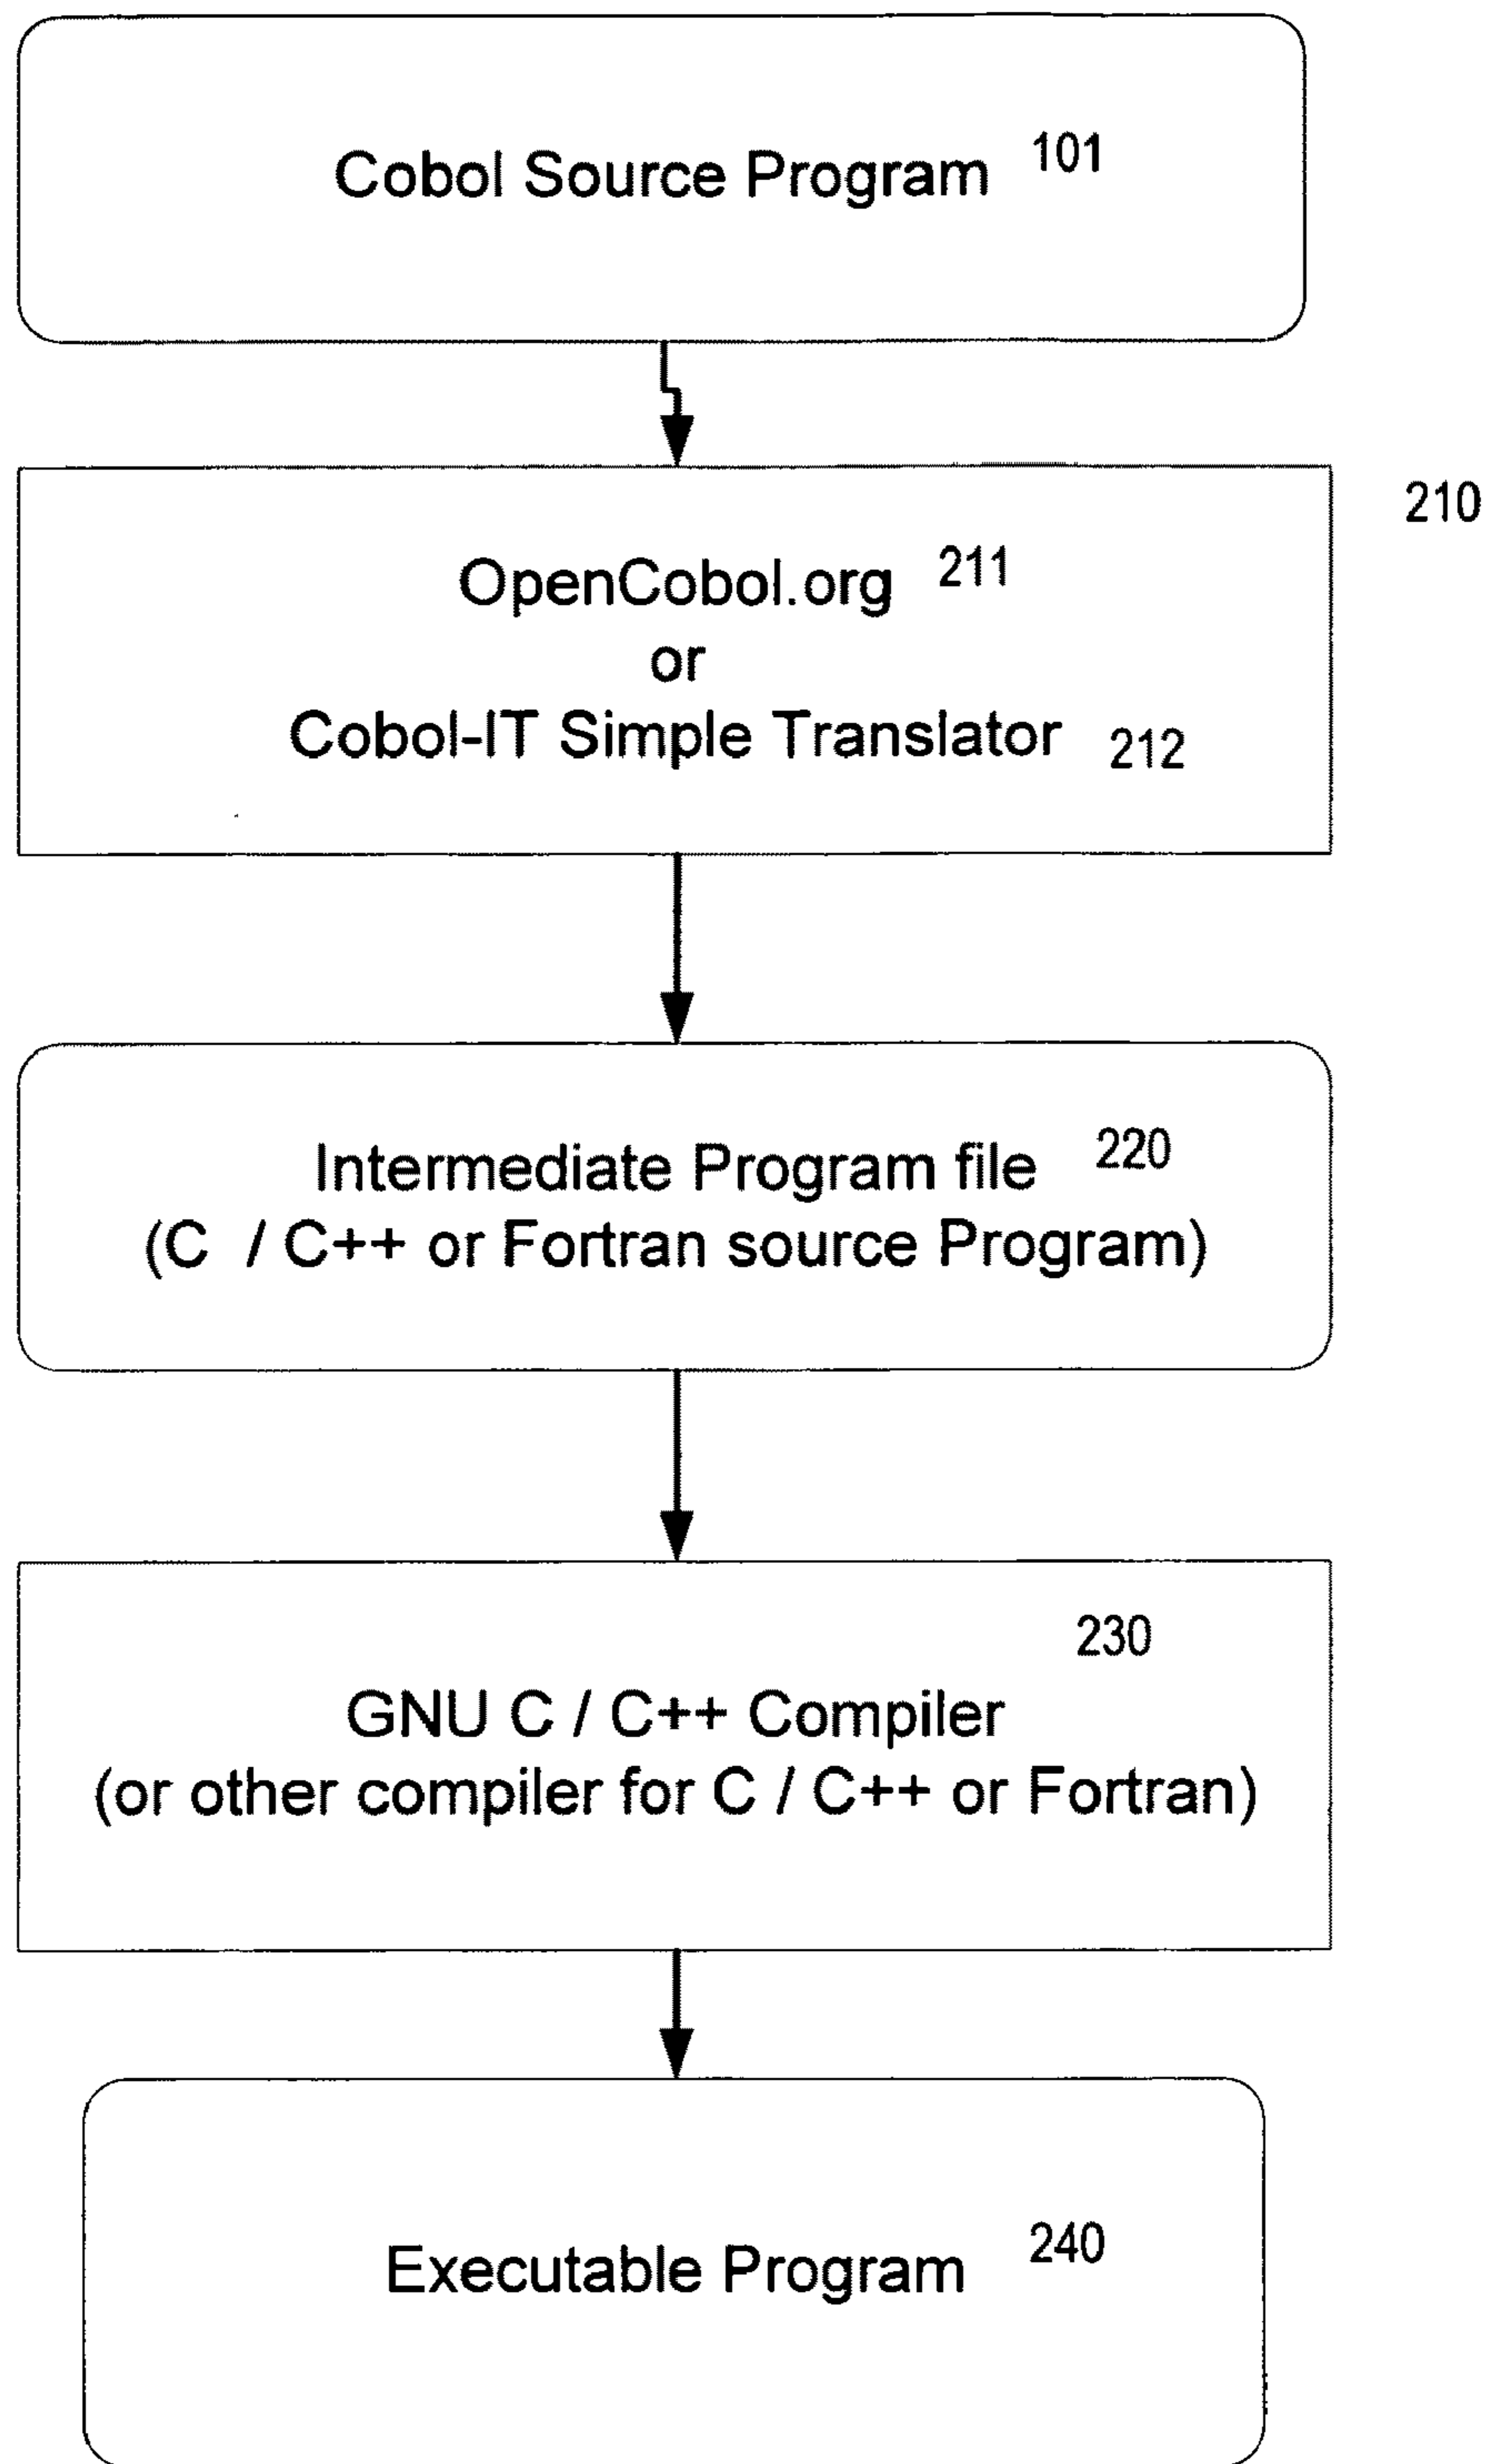 Cobol Source Program 101
210
OpenCobol.org 211
or
Cobol-IT Simple Translator 212
Intermediate Program file 220
(C / C++ or Fortran source Program)
230
GNU C / C++ Compiler
(or other compiler for C / C++ or Fortran)
Executable Program 240